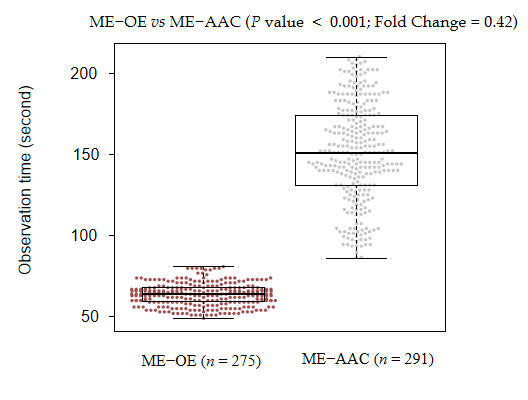 ME−OE vs ME−AAC (P value < 0.001; Fold Change = 0.42)
200
150
100
50
Observation time (second)
ME−OE (n = 275)
ME−AAC (n = 291)